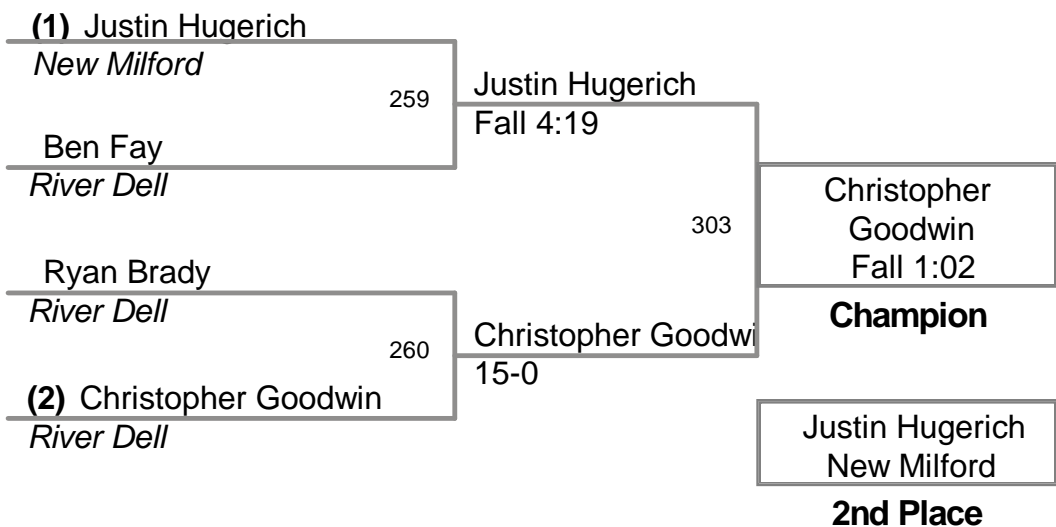 (1) Justin Hugerich
New Milford
259
Justin Hugerich
Fall 4:19
Ben Fay
River Dell
303
Christopher
Goodwin
Fall 1:02
Champion
Ryan Brady
River Dell
260
Christopher Goodwi
15-0
(2) Christopher Goodwin
River Dell
Justin Hugerich
New Milford
2nd Place